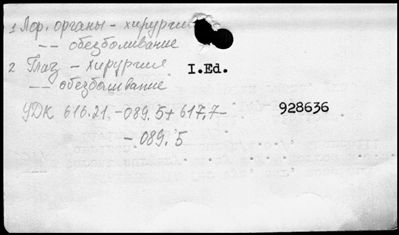 1 Лор. органы - хирургия
-- обезболивание
2 Глаз - хирургия
-- обезболивание
I.Ed.
УДК 616.21-089.5+617.7-
-089.5
928636